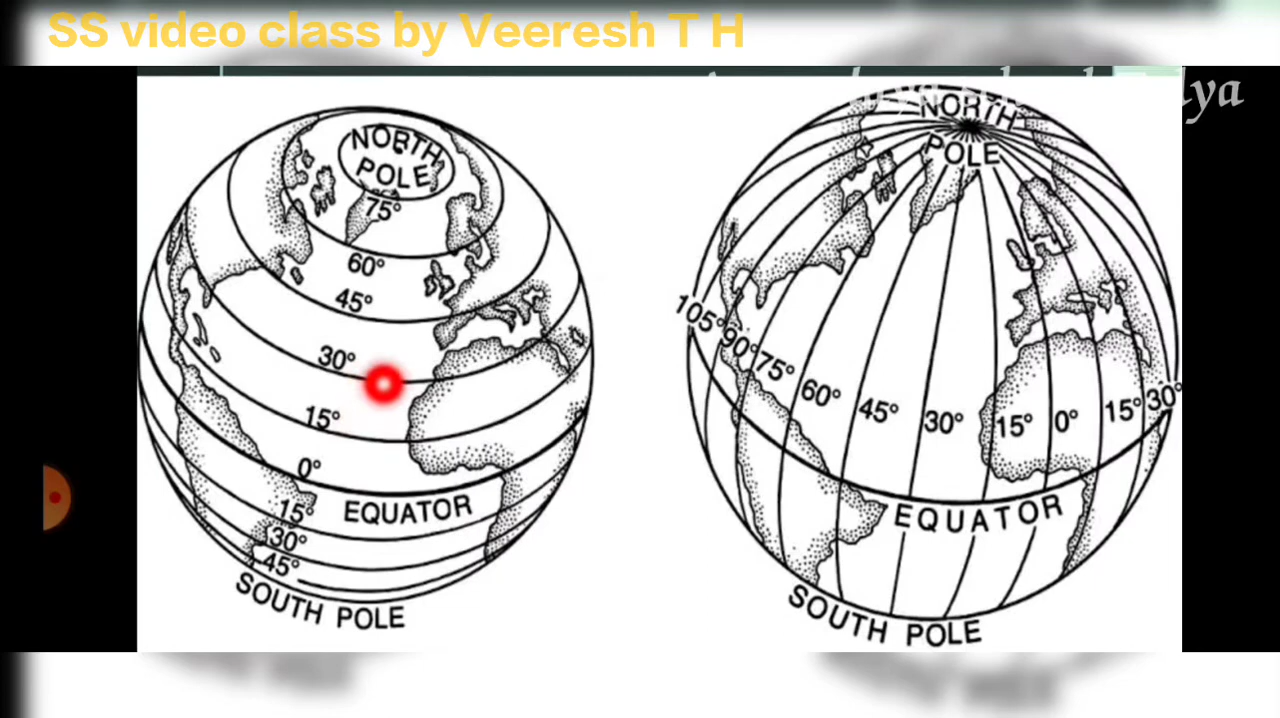 SS video class by Veeresh T H
NORTH
POLE
75°
60°
45°
30°
15°
0°
EQUATOR
15°
30°
45°
SOUTH POLE
NORTH
POLE
105°
90°
75°
60°
45°
30°
15°
0°
15°
30°
EQUATOR
SOUTH POLE